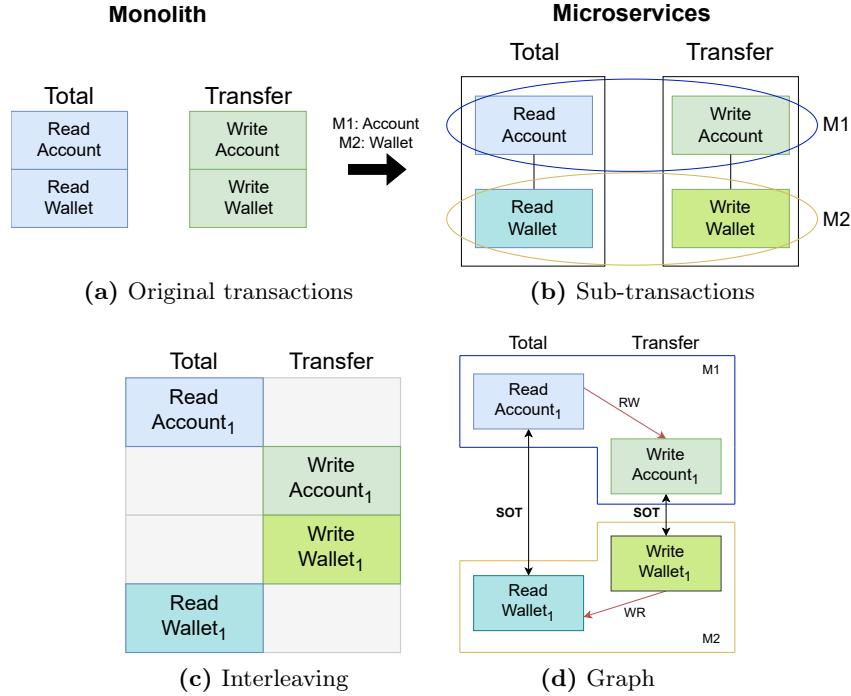 Monolith
Microservices
Total
Transfer
Read
Account
Read
Wallet
Write
Account
Write
Wallet
M1: Account
M2: Wallet
Total
Transfer
Read
Account
Write
Account
M1
Read
Wallet
Write
Wallet
M2
(a) Original transactions
(b) Sub-transactions
Total
Transfer
Read
Account₁
Write
Account₁
Write
Wallet₁
Read
Wallet₁
(c) Interleaving
Total
Transfer
M1
Read
Account₁
RW
Write
Account₁
SOT
SOT
Write
Wallet₁
Read
Wallet₁
WR
M2
(d) Graph